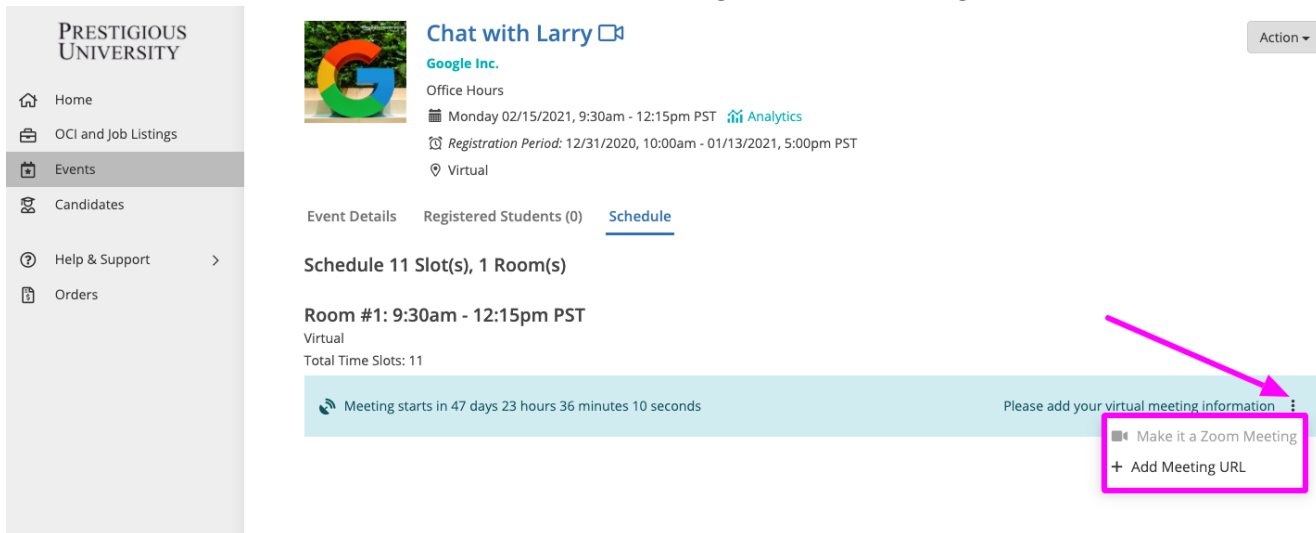 PRESTIGIOUS
UNIVERSITY
Home
OCI and Job Listings
Events
Candidates
Help & Support
Orders
Chat with Larry
Google Inc.
Office Hours
Monday 02/15/2021, 9:30am - 12:15pm PST Analytics
Registration Period: 12/31/2020, 10:00am - 01/13/2021, 5:00pm PST
Virtual
Action
Event Details Registered Students (0) Schedule
Schedule 11 Slot(s), 1 Room(s)
Room #1: 9:30am - 12:15pm PST
Virtual
Total Time Slots: 11
Meeting starts in 47 days 23 hours 36 minutes 10 seconds Please add your virtual meeting information
Make it a Zoom Meeting
+ Add Meeting URL